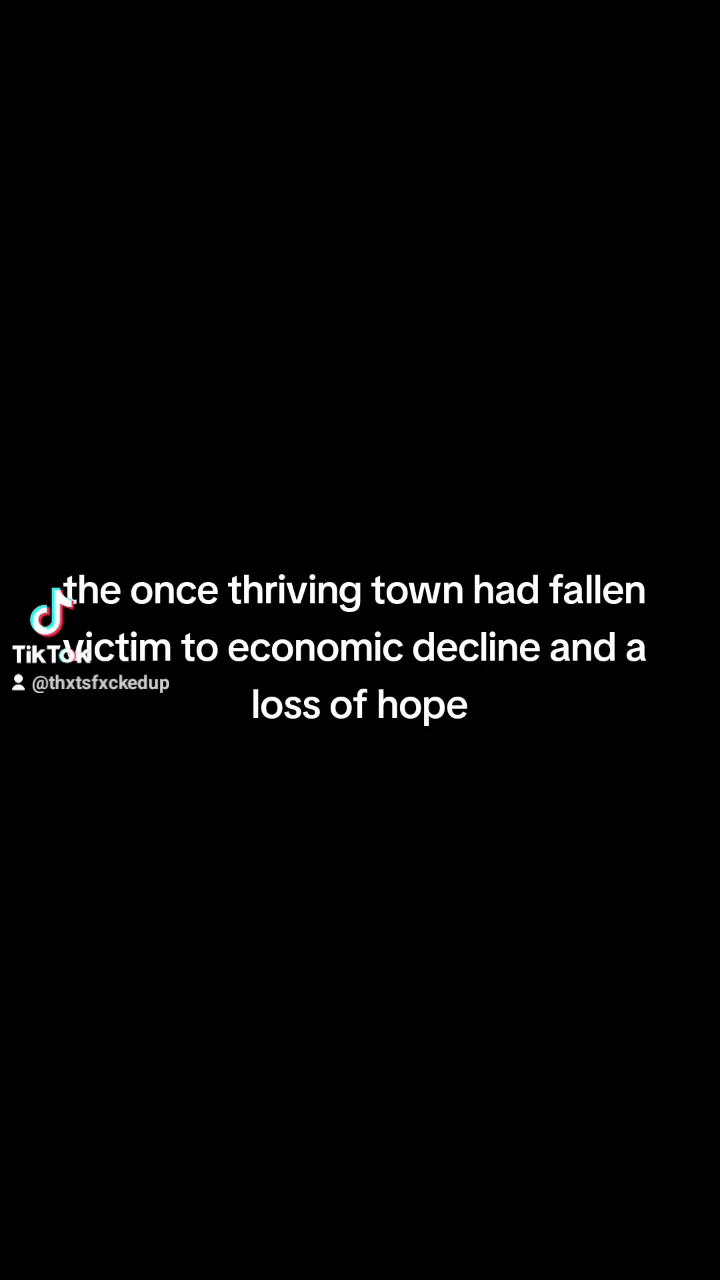 the once thriving town had fallen
victim to economic decline and a
loss of hope
TikTok
@thxtsfxckedup